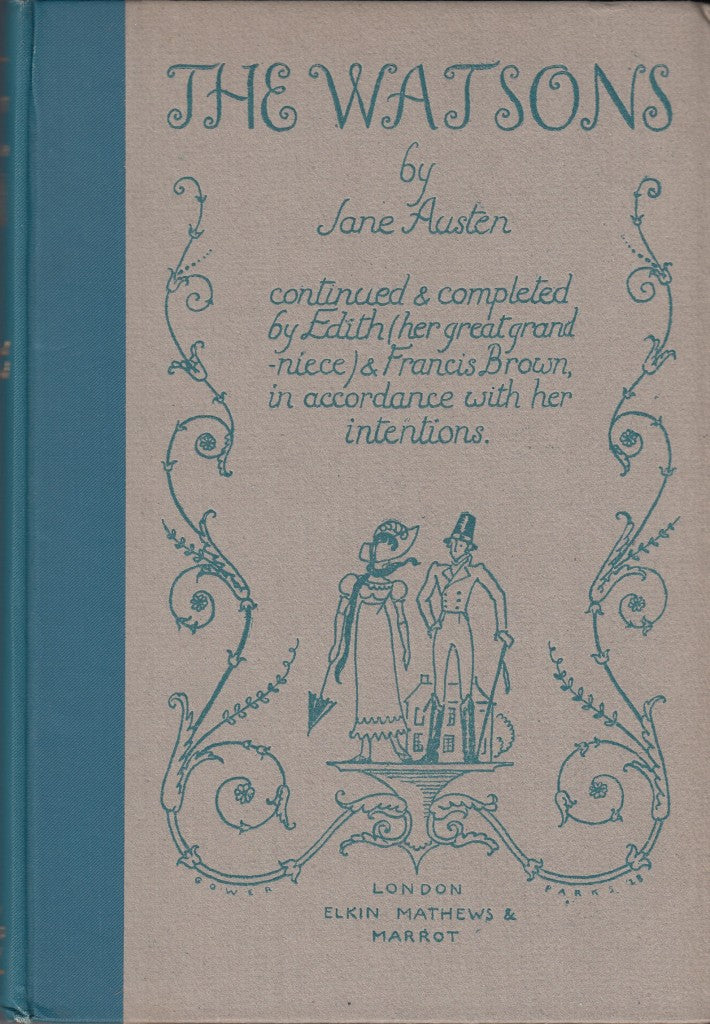 THE WATSONS
by
Jane Austen
continued & completed
by Edith (her great grand
-niece) & Francis Brown,
in accordance with her
intentions.
GOWER PARKS 28
LONDON
ELKIN MATHEWS &
MARROT